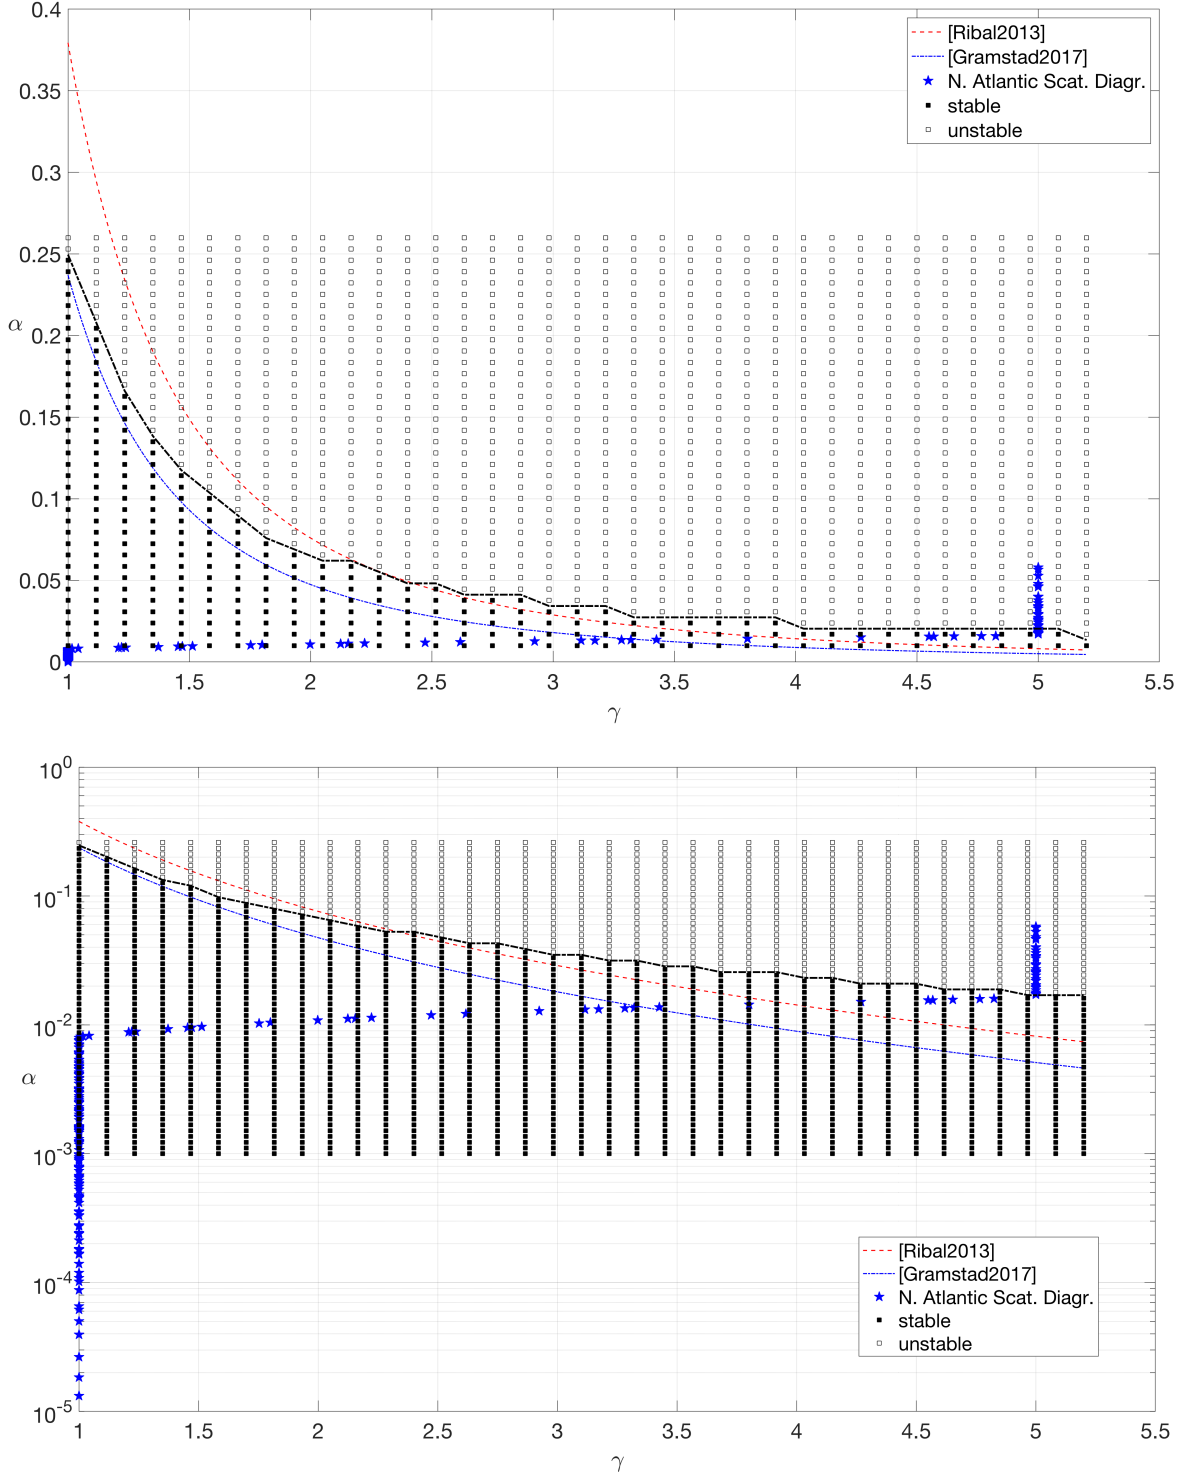 0.4
0.35
0.3
0.25
0.2
0.15
0.1
0.05
0
α
1
1.5
2
2.5
3
3.5
4
4.5
5
5.5
γ
[Ribal2013]
[Gramstad2017]
N. Atlantic Scat. Diagr.
stable
unstable
10^0
10^-1
10^-2
10^-3
10^-4
10^-5
α
1
1.5
2
2.5
3
3.5
4
4.5
5
5.5
γ
[Ribal2013]
[Gramstad2017]
N. Atlantic Scat. Diagr.
stable
unstable